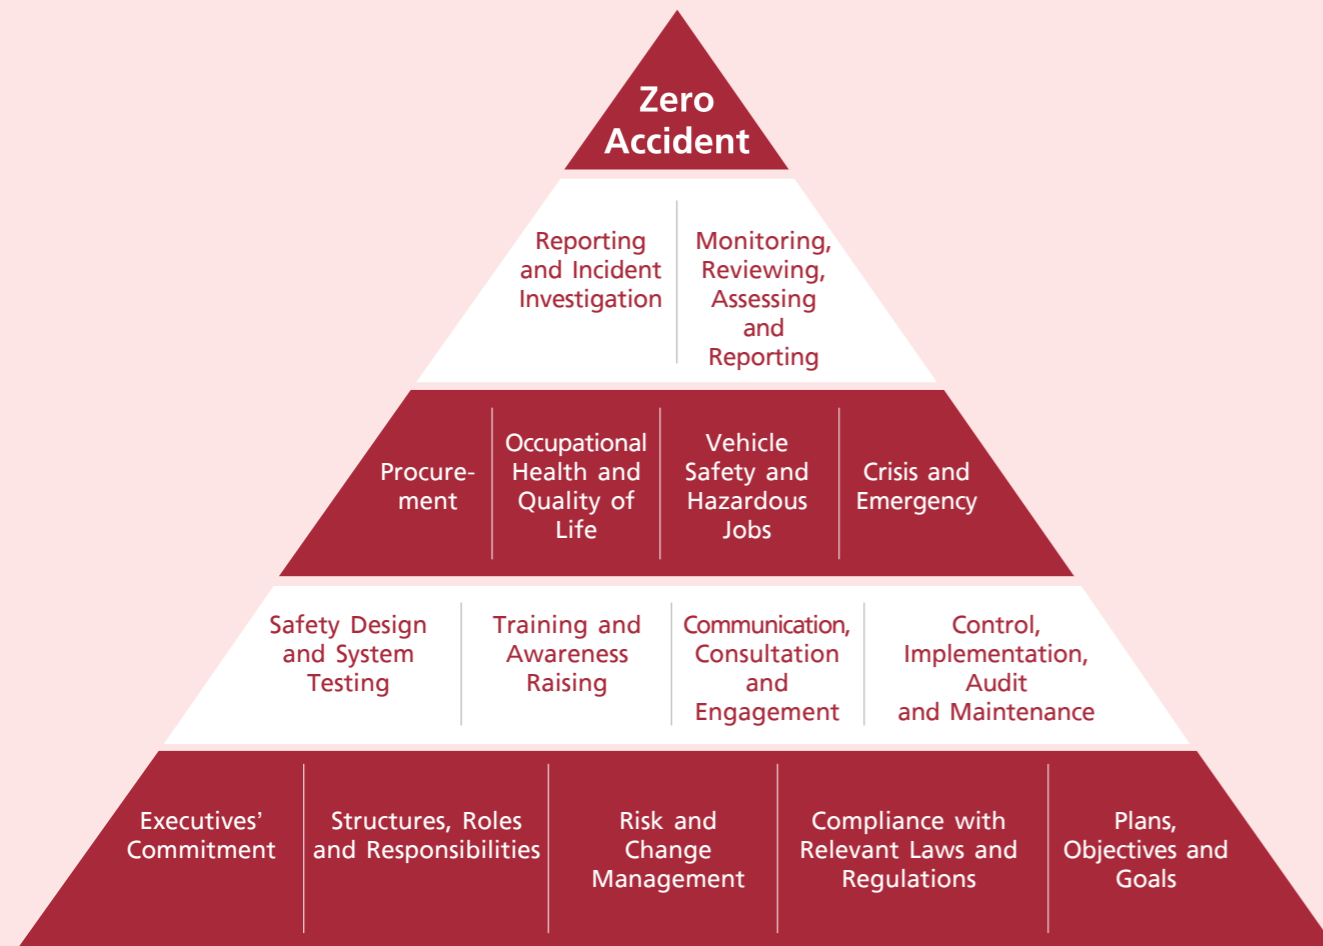 Zero
Accident
Reporting
and Incident
Investigation
Monitoring,
Reviewing,
Assessing
and
Reporting
Procure-
ment
Occupational
Health and
Quality of
Life
Vehicle
Safety and
Hazardous
Jobs
Crisis and
Emergency
Safety Design
and System
Testing
Training and
Awareness
Raising
Communication,
Consultation
and
Engagement
Control,
Implementation,
Audit
and Maintenance
Executives’
Commitment
Structures, Roles
and Responsibilities
Risk and
Change
Management
Compliance with
Relevant Laws and
Regulations
Plans,
Objectives and
Goals